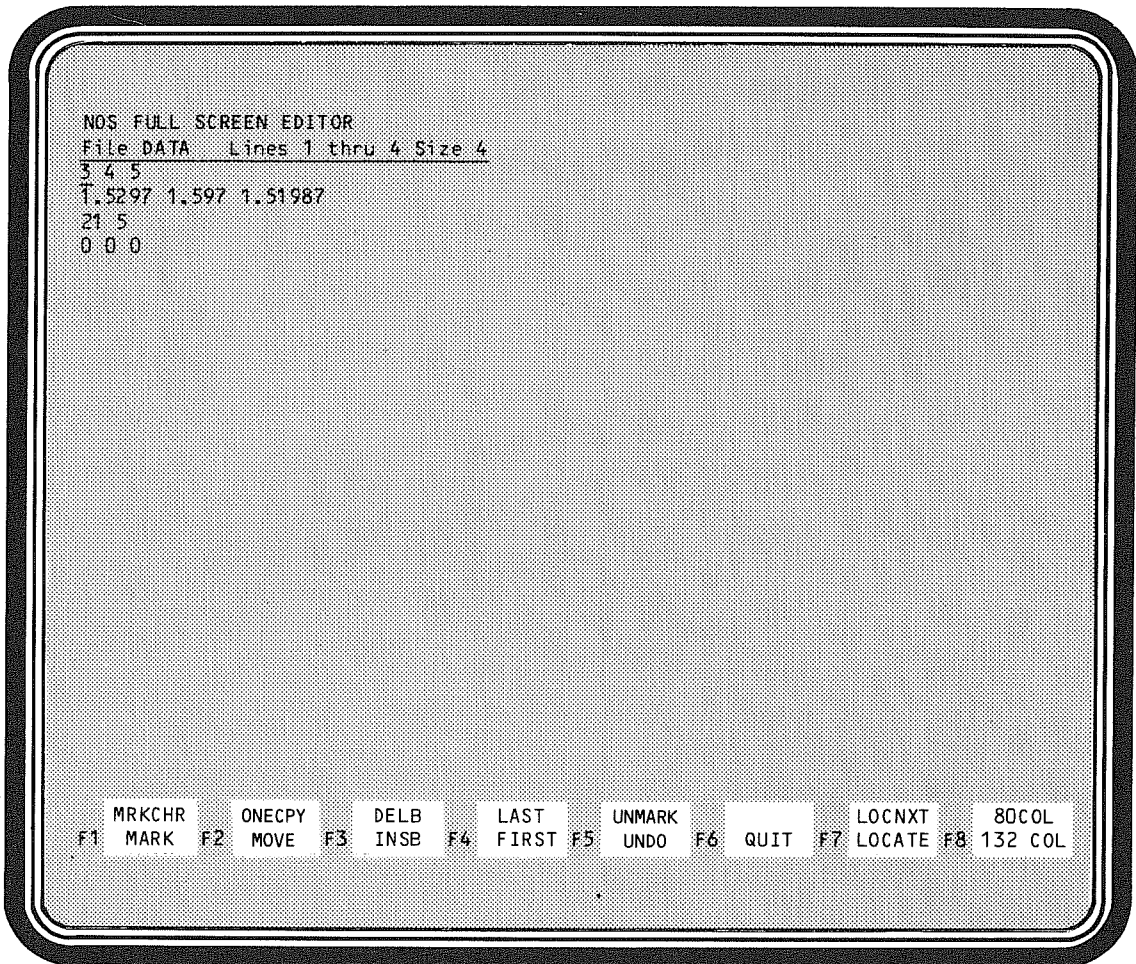 NOS FULL SCREEN EDITOR
File DATA Lines 1 thru 4 Size 4
3 4 5
1.5297 1.597 1.51987
21 5
0 0 0
MRKCHR ONECPY DELB LAST UNMARK LOCNXT 80COL
F1 MARK F2 MOVE F3 INSB F4 FIRST F5 UNDO F6 QUIT F7 LOCATE F8 132 COL